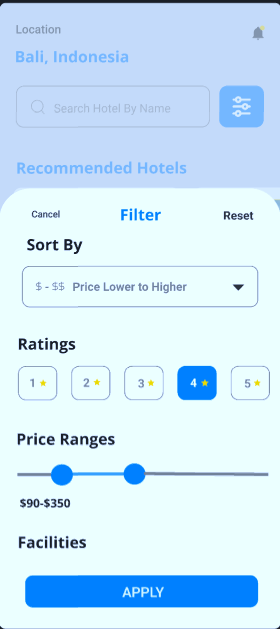 Location
Bali, Indonesia
Search Hotel By Name
Recommended Hotels
Cancel Filter Reset
Sort By
$ - $$ Price Lower to Higher
Ratings
1 2 3 4 5
Price Ranges
$90-$350
Facilities
APPLY